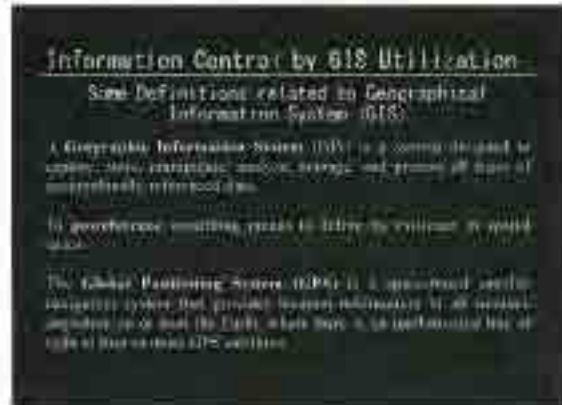 Information Control by GIS Utilization
Some Definitions related to Geographical
Information System (GIS)
A Geographic Information System (GIS) is a system designed to
capture, store, manipulate, analyze, manage, and present all types of
geographically referenced data.
To georeference something means to define its existence in physical
space.
The Global Positioning System (GPS) is a space-based satellite
navigation system that provides location information in all weather,
anywhere on or near the Earth, where there is an unobstructed line of
sight to four or more GPS satellites.